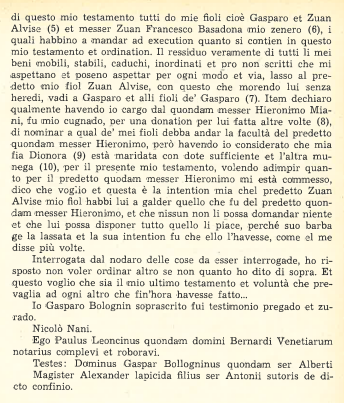 di questo mio testamento tutti do mie fioli cioè Gasparo et Zuan
Alvise (5) et messer Zuan Francesco Basadona mio zenero (6), i
quali habbino a mandar ad execution quanto si contien in questo
mio testamento et ordination. Il ressiduo veramente di tutti li mei
beni mobili, stabili, caduchi, inordinati et pro non scritti che mi
aspettano et poseno aspettar per ogni modo et via, lasso al pre-
detto mio fiol Zuan Alvise, con questo che morendo lui senza
heredi, vadi a Gasparo et alli fioli de' Gasparo (7). Item dechiaro
qualmente havendolo io cargo dal quondam messer Hieronimo Mia-
ni, fu mio cugnado, per una donation per lui fatta altre volte (8),
di nominar a qual de' mei fioli debba andar la facultà del predetto
quondam messer Hieronimo, però havendo io considerato che mia
fia Dionora (9) està maridata con dote sufficiente et l'altra mu-
nega (10), per il presente mio testamento, volendo adimpir quan-
to per il predetto quodam messer Hieronimo mi està commesso,
dico che voglio et questa è la intention mia chel predetto Zuan
Alvise mio fiol habbi lui a galder quello che fu del predetto quon-
dam messer Hieronimo, et che nissun non li possa domandar niente
et che lui possa disponer tutto quello li piace, perché suo barba
ge la lassata et la sua intention fu che ello l'havesse, come el me
disse più volte.
Interrogata dal nodaro delle cose da esser interrogade, ho ri-
sposto non voler ordinar altro se non quanto ho dito di sopra. Et
questo voglio che sia il mio ultimo testamento et voluntà che pre-
vaglia ad ogni altro che fin'hora havesse fatto...
Io Gasparo Bolognin soprascrito fui testimonio pregado et zu-
rado.
Nicolò Nani.
Ego Paulus Leoncinus quondam domini Bernardi Venetiarum
notarius complevi et roboravi.
Testes: Dominus Gaspar Bollogninus quondam ser Alberti
Magister Alexander lapicida filius ser Antonii sutoris de di-
cto confinio.